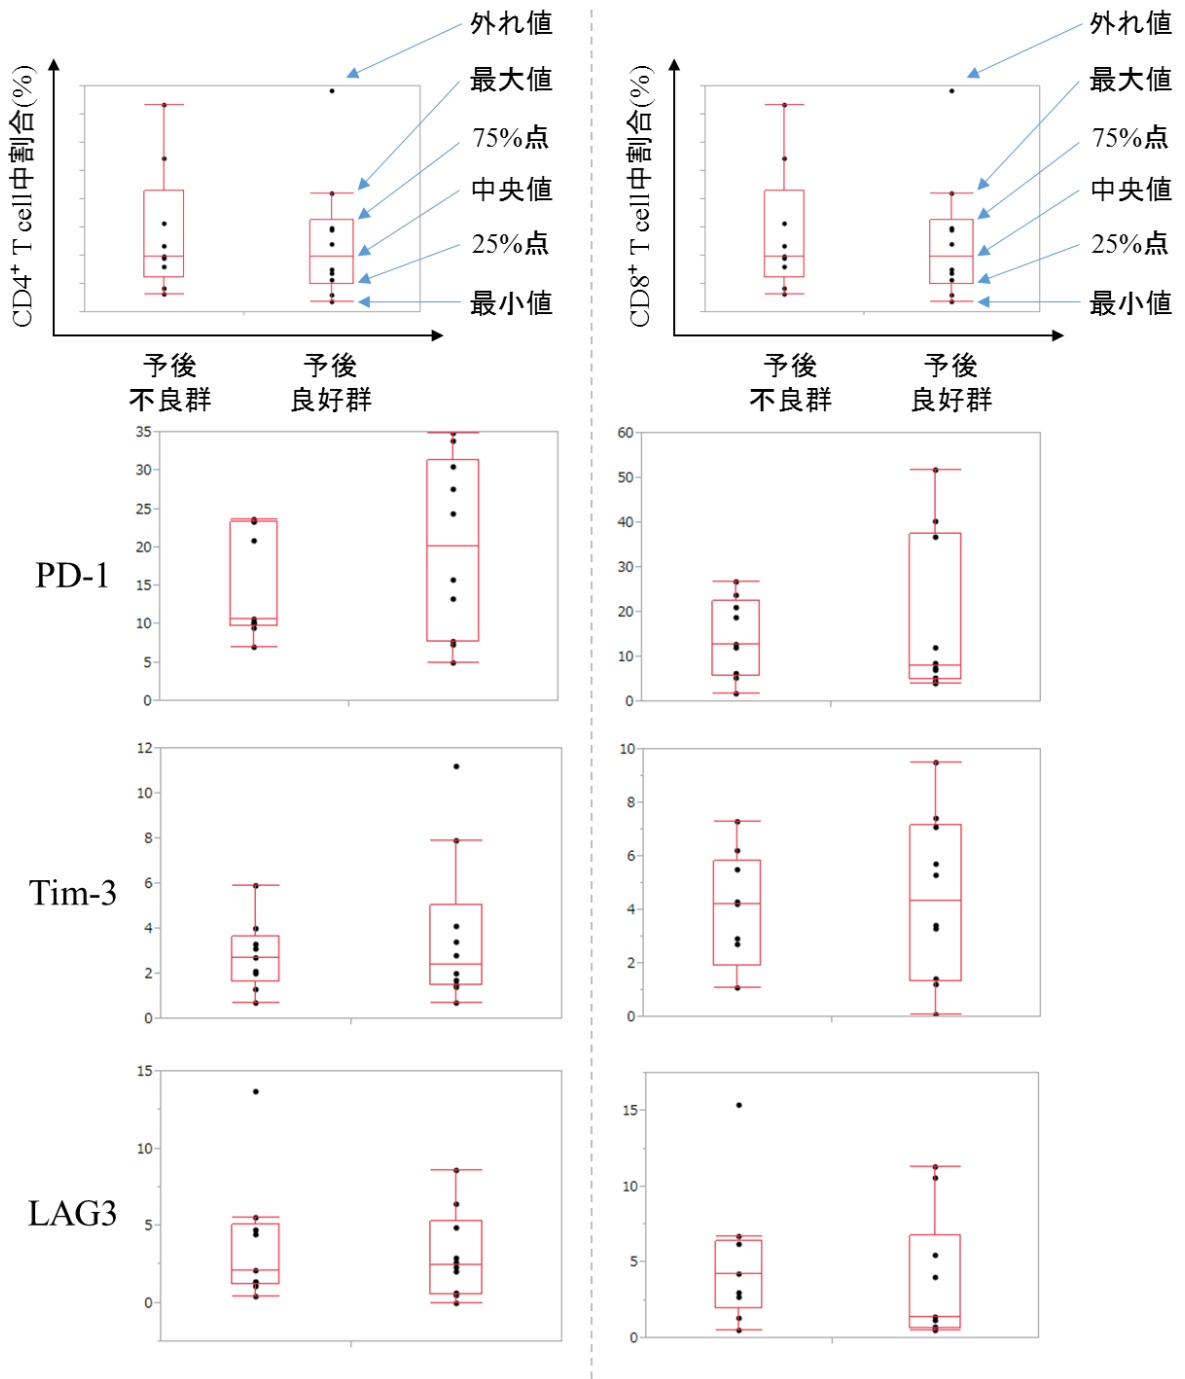 外れ値
最大値
75%点
中央値
25%点
最小値
CD4+ T cell中割合(%)
予後
不良群
予後
良好群
外れ値
最大値
75%点
中央値
25%点
最小値
CD8+ T cell中割合(%)
予後
不良群
予後
良好群
PD-1
35
30
25
20
15
10
5
0
60
50
40
30
20
10
0
Tim-3
12
10
8
6
4
2
0
10
8
6
4
2
0
LAG3
15
10
5
0
15
10
5
0